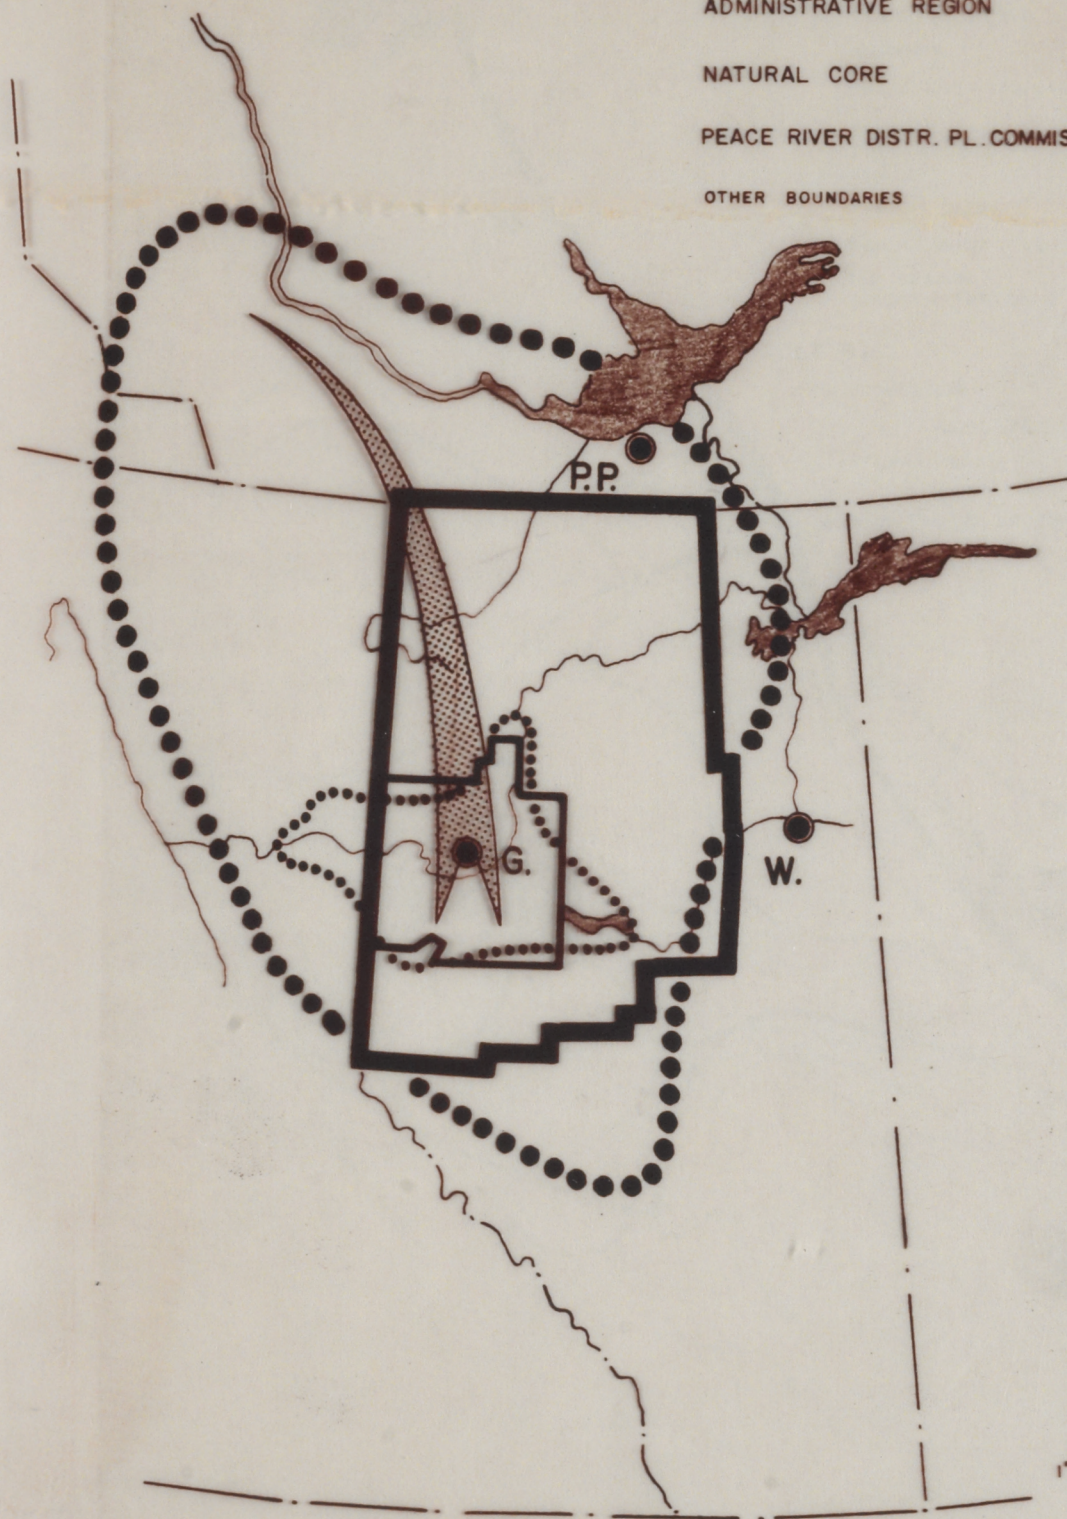 ADMINISTRATIVE REGION
NATURAL CORE
PEACE RIVER DISTR. PL. COMMIS
OTHER BOUNDARIES
P.P.
G.
W.